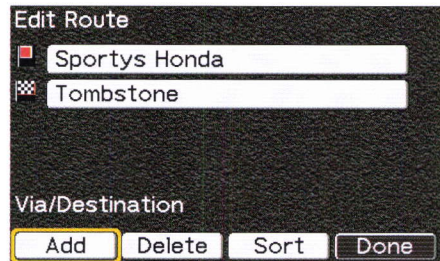 Edit Route
Sportys Honda
Tombstone
Via/Destination
Add Delete Sort Done